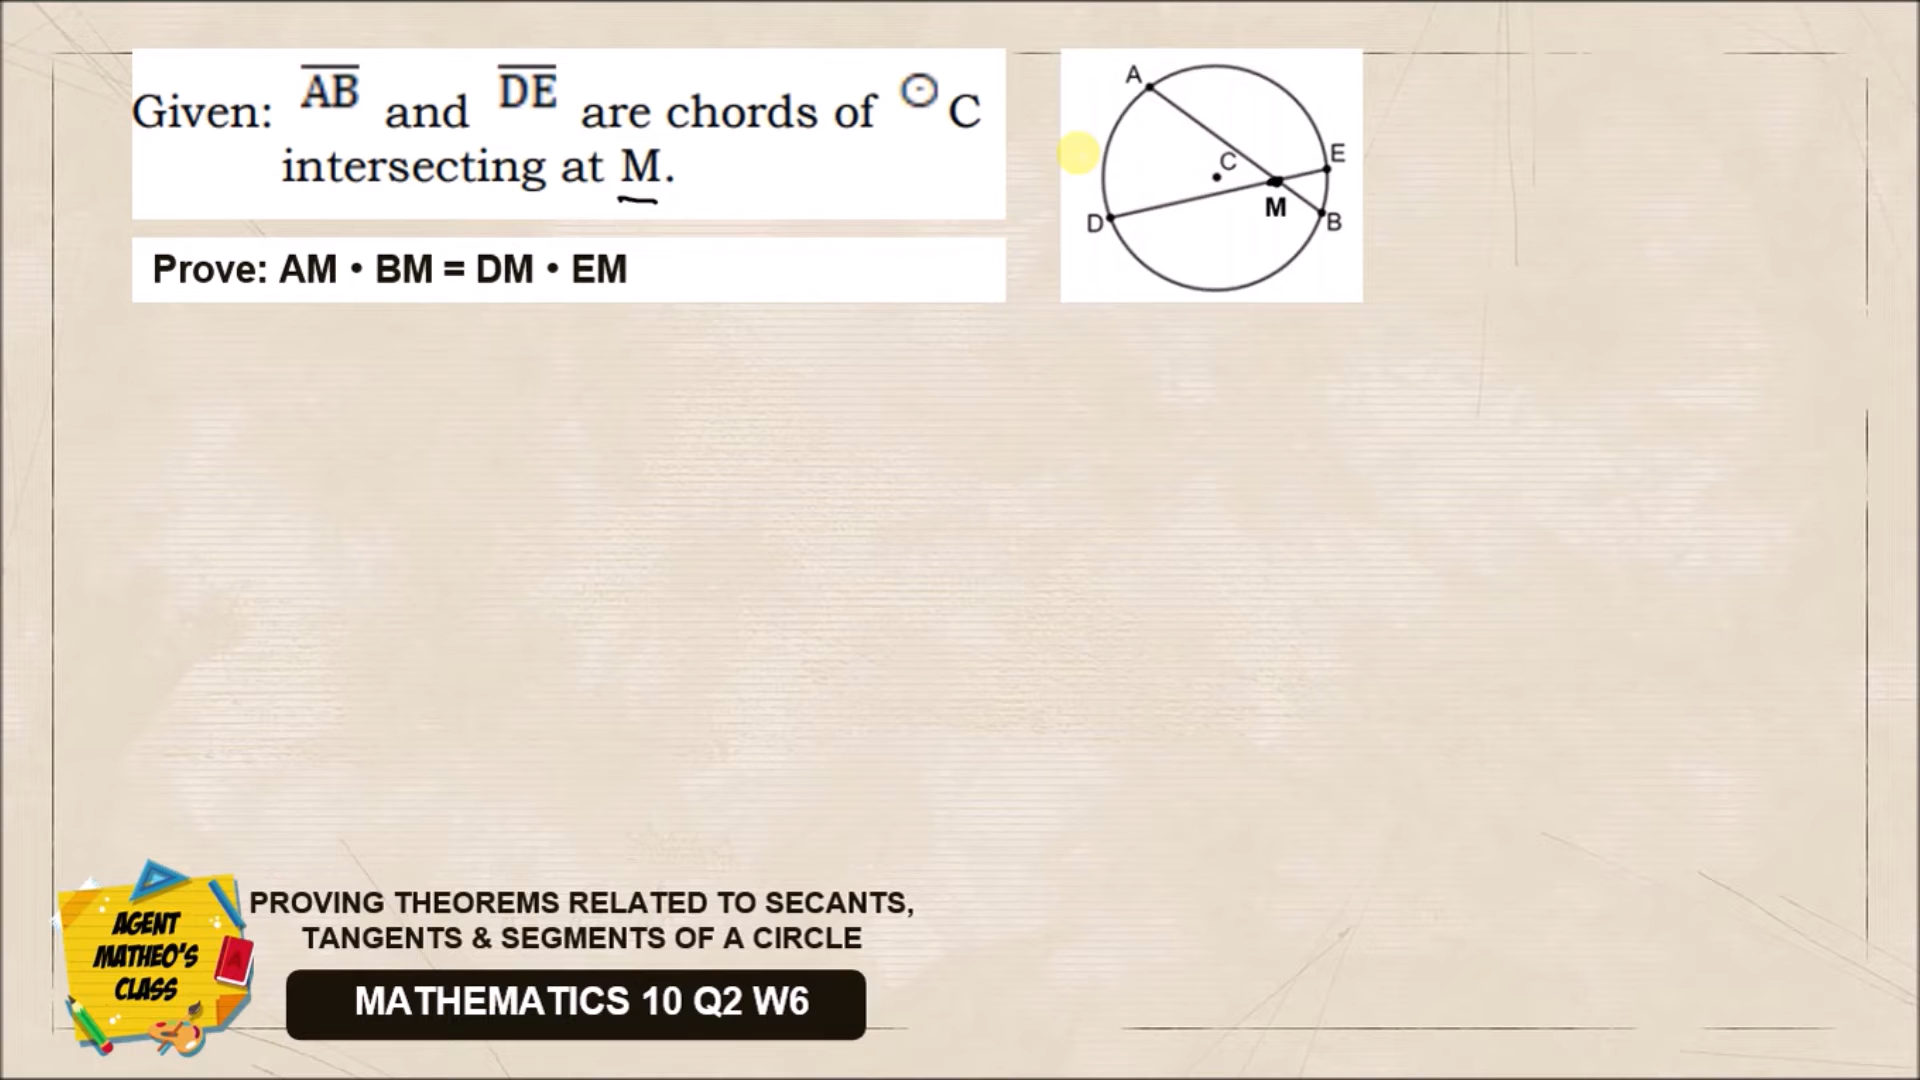 Given: AB and DE are chords of ⊙ C
intersecting at M.
Prove: AM • BM = DM • EM
A
E
C
M
D
B
AGENT
MATHEO'S
CLASS
A
PROVING THEOREMS RELATED TO SECANTS,
TANGENTS & SEGMENTS OF A CIRCLE
MATHEMATICS 10 Q2 W6